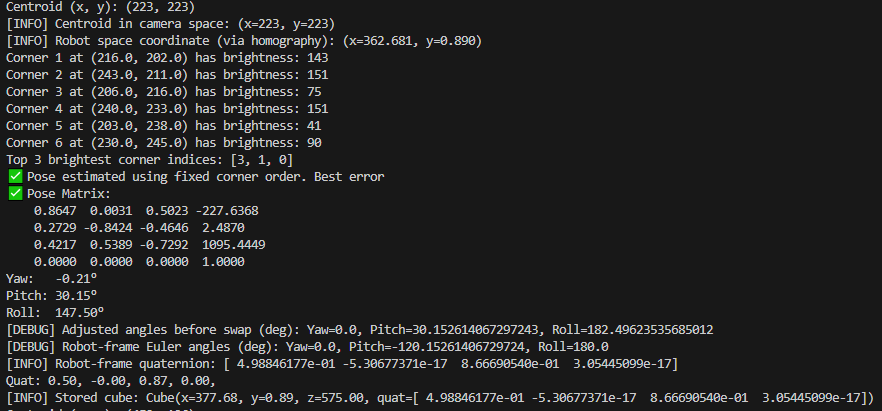 Centroid (x, y): (223, 223)
[INFO] Centroid in camera space: (x=223, y=223)
[INFO] Robot space coordinate (via homography): (x=362.681, y=0.890)
Corner 1 at (216.0, 202.0) has brightness: 143
Corner 2 at (243.0, 211.0) has brightness: 151
Corner 3 at (206.0, 216.0) has brightness: 75
Corner 4 at (240.0, 233.0) has brightness: 151
Corner 5 at (203.0, 238.0) has brightness: 41
Corner 6 at (230.0, 245.0) has brightness: 90
Top 3 brightest corner indices: [3, 1, 0]
✅ Pose estimated using fixed corner order. Best error
✅ Pose Matrix:
0.8647 0.0031 0.5023 -227.6368
0.2729 -0.8424 -0.4646 2.4870
0.4217 0.5389 -0.7292 1095.4449
0.0000 0.0000 0.0000 1.0000
Yaw: -0.21°
Pitch: 30.15°
Roll: 147.50°
[DEBUG] Adjusted angles before swap (deg): Yaw=0.0, Pitch=30.152614067297243, Roll=182.49623535685012
[DEBUG] Robot-frame Euler angles (deg): Yaw=0.0, Pitch=-120.15261406729724, Roll=180.0
[INFO] Robot-frame quaternion: [ 4.98846177e-01 -5.30677371e-17 8.66690540e-01 3.05445099e-17]
Quat: 0.50, -0.00, 0.87, 0.00,
[INFO] Stored cube: Cube(x=377.68, y=0.89, z=575.00, quat=[ 4.98846177e-01 -5.30677371e-17 8.66690540e-01 3.05445099e-17])